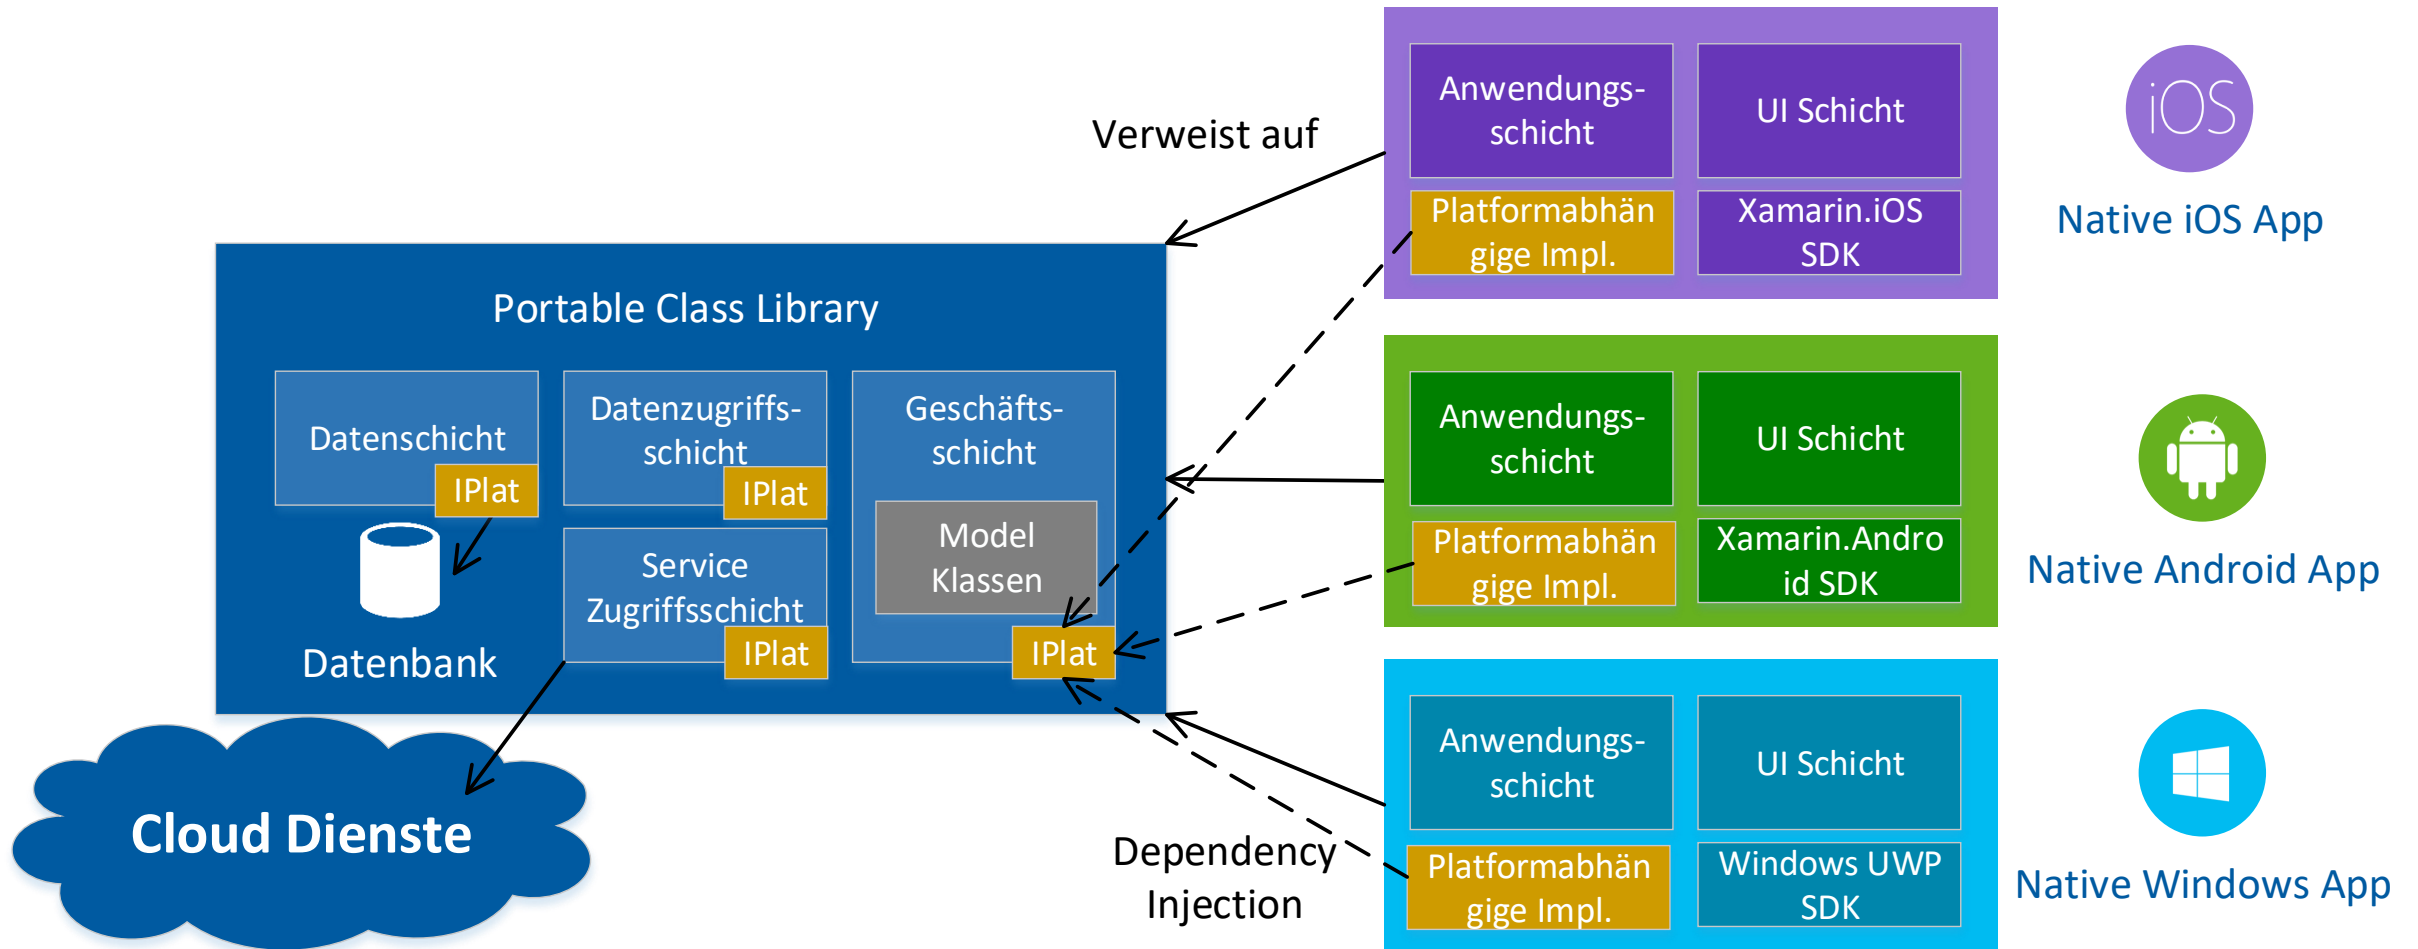 Verweist auf
Portable Class Library
Datenschicht
IPlat
Datenbank
Datenzugriffs-
schicht
IPlat
Service
Zugriffsschicht
IPlat
Geschäfts-
schicht
Model
Klassen
IPlat
Cloud Dienste
Dependency
Injection
Anwendungs-
schicht
UI Schicht
Platformabhän
gige Impl.
Xamarin.iOS
SDK
iOS
Native iOS App
Anwendungs-
schicht
UI Schicht
Platformabhän
gige Impl.
Xamarin.Andro
id SDK
Native Android App
Anwendungs-
schicht
UI Schicht
Platformabhän
gige Impl.
Windows UWP
SDK
Native Windows App